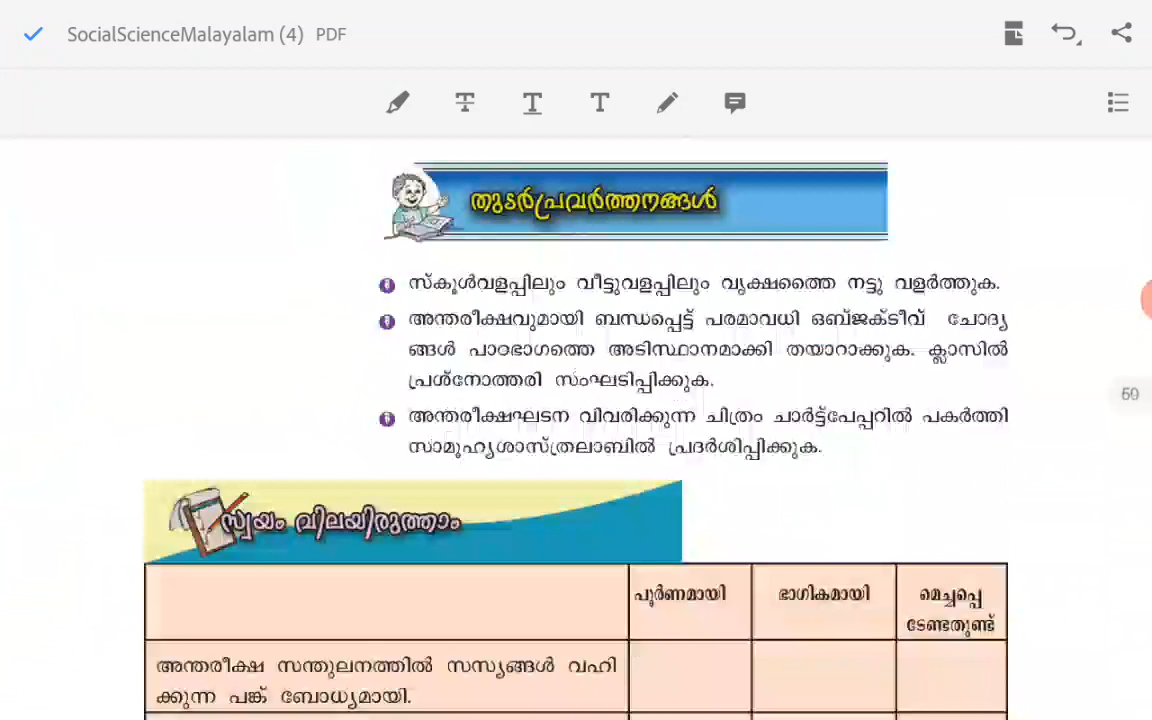 SocialScienceMalayalam (4) PDF
തുടർപ്രവർത്തനങ്ങൾ
സ്കൂൾവളപ്പിലും വീട്ടുവളപ്പിലും വൃക്ഷത്തൈ നട്ടു വളർത്തുക.
അന്തരീക്ഷവുമായി ബന്ധപ്പെട്ട് പരമാവധി ഒബ്ജക്ടീവ് ചോദ്യ
ങ്ങൾ പാഠഭാഗത്തെ അടിസ്ഥാനമാക്കി തയാറാക്കുക. ക്ലാസിൽ
പ്രശ്നോത്തരി സംഘടിപ്പിക്കുക.
50
അന്തരീക്ഷഘടന വിവരിക്കുന്ന ചിത്രം ചാർട്ട്പേപ്പറിൽ പകർത്തി
സാമൂഹ്യശാസ്ത്രലാബിൽ പ്രദർശിപ്പിക്കുക.
സ്വയം വിലയിരുത്താം
പൂർണമായി ഭാഗികമായി മെച്ചപ്പെ
ടേണ്ടതുണ്ട്
അന്തരീക്ഷ സന്തുലനത്തിൽ സസ്യങ്ങൾ വഹി
ക്കുന്ന പങ്ക് ബോധ്യമായി.